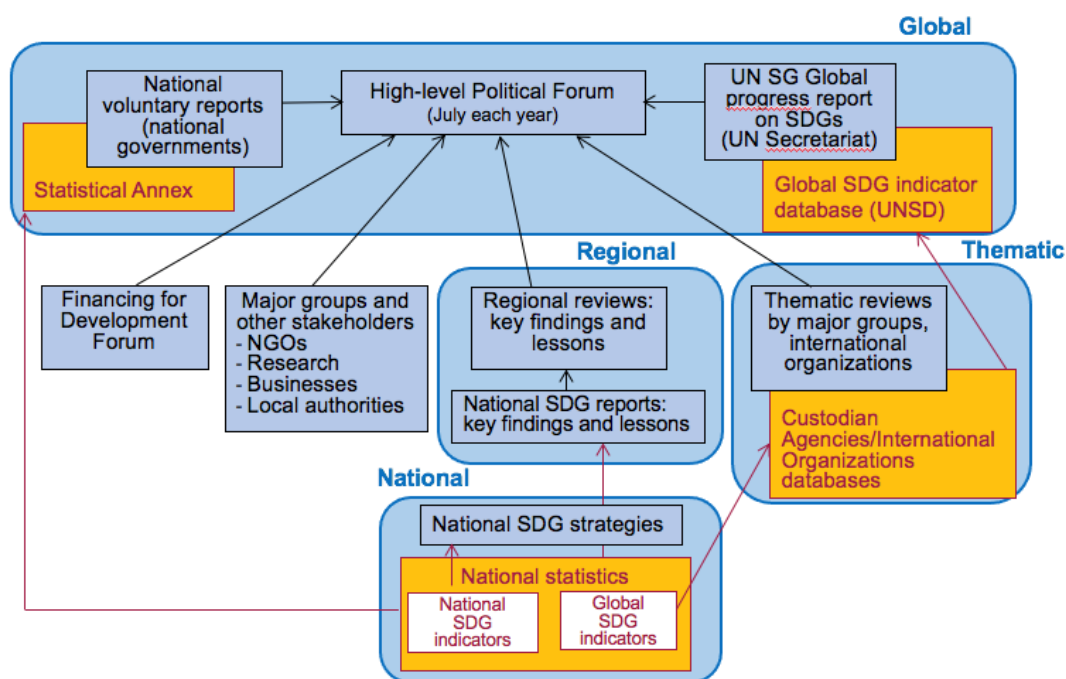 Global
National
voluntary reports
(national
governments)
High-level Political Forum
(July each year)
UN SG Global
progress report
on SDGs
(UN Secretariat)
Statistical Annex
Global SDG indicator
database (UNSD)
Regional
Thematic
Financing for
Development
Forum
Major groups and
other stakeholders
- NGOs
- Research
- Businesses
- Local authorities
Regional reviews:
key findings and
lessons
National SDG reports:
key findings and lessons
Thematic reviews
by major groups,
international
organizations
Custodian
Agencies/International
Organizations
databases
National
National SDG strategies
National statistics
National
SDG
indicators
Global
SDG
indicators